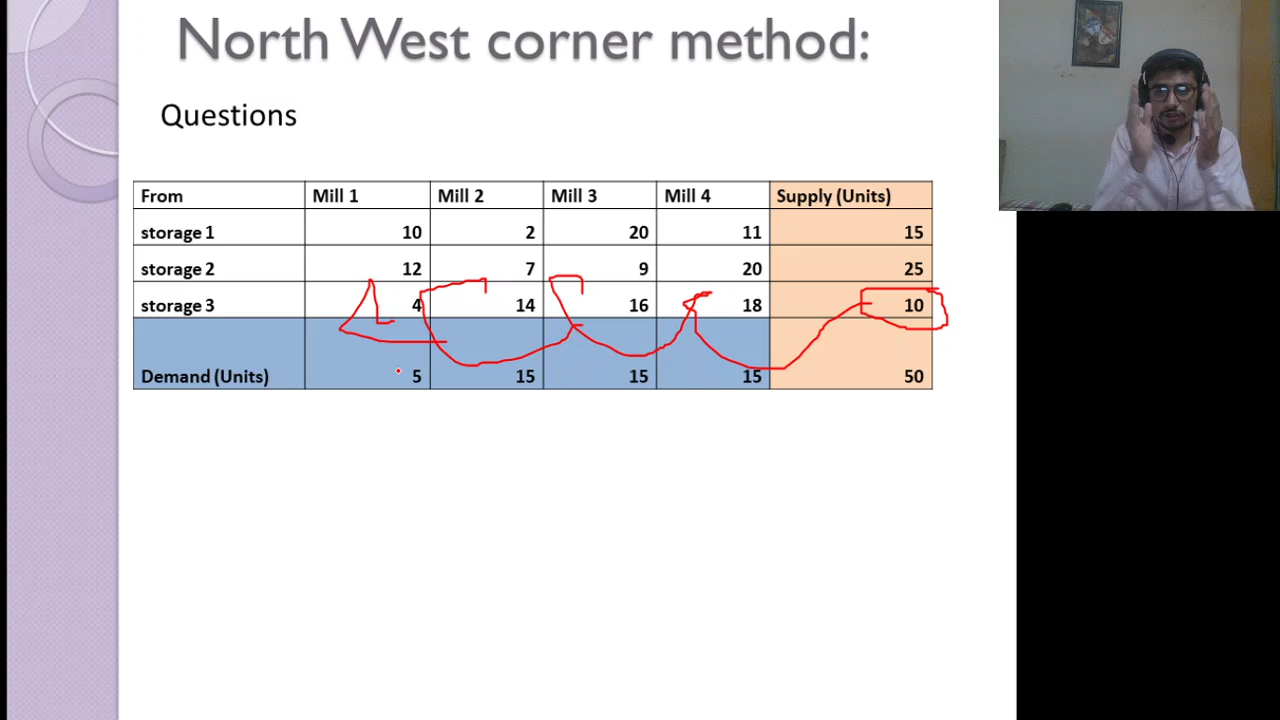 North West corner method:
Questions
From Mill 1 Mill 2 Mill 3 Mill 4 Supply (Units)
storage 1 10 2 20 11 15
storage 2 12 7 9 20 25
storage 3 4 14 16 18 10
Demand (Units) 5 15 15 15 50